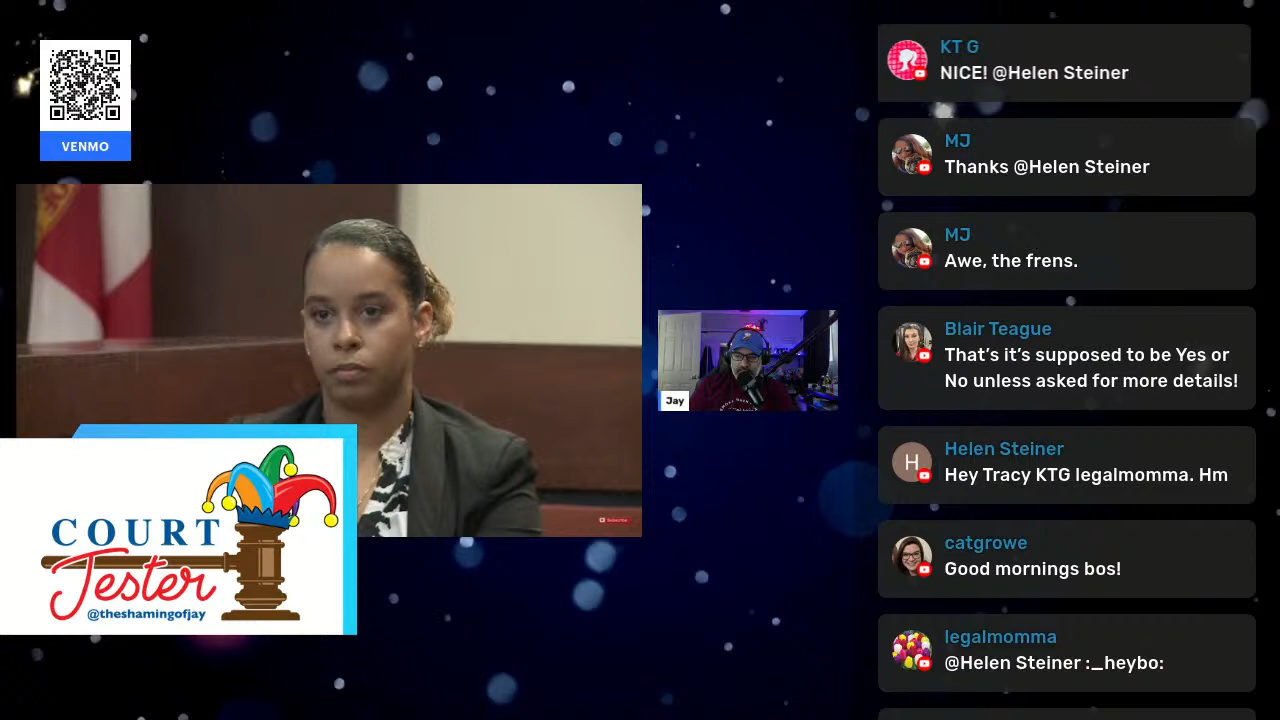 VENMO
Jay
Subscribe
COURT
Jester
@theshamingofjay
KT G
NICE! @Helen Steiner
MJ
Thanks @Helen Steiner
MJ
Awe, the frens.
Blair Teague
That's it's supposed to be Yes or
No unless asked for more details!
H
Helen Steiner
Hey Tracy KTG legalmomma. Hm
catgrowe
Good mornings bos!
legalmomma
@Helen Steiner :_heybo: